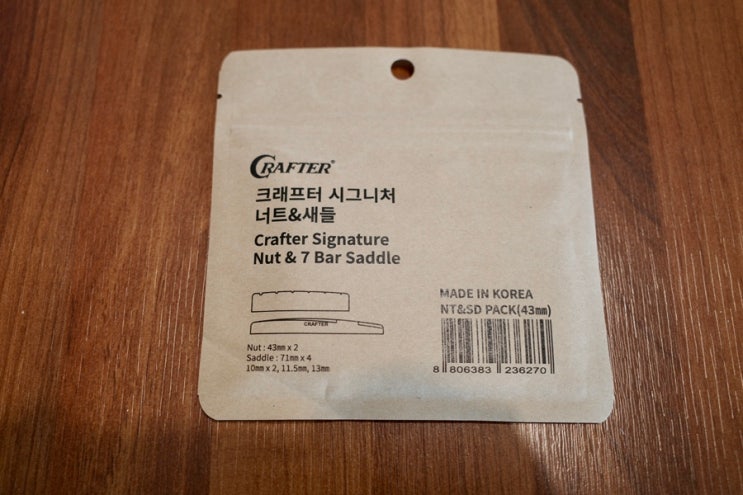 CRAFTER®
크래프터 시그니처
너트&새들
Crafter Signature
Nut & 7 Bar Saddle
CRAFTER
Nut : 43mm x 2
Saddle : 71mm x 4
10mm x 2, 11.5mm, 13mm
MADE IN KOREA
NT&SD PACK(43mm)
8 806383 236270